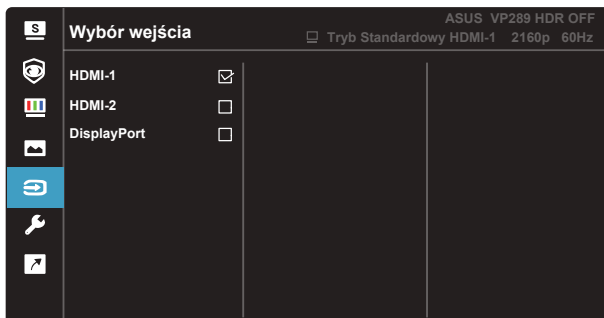 S
Wybór wejścia
ASUS VP289 HDR OFF
Tryb Standardowy HDMI-1 2160p 60Hz
HDMI-1
HDMI-2
DisplayPort